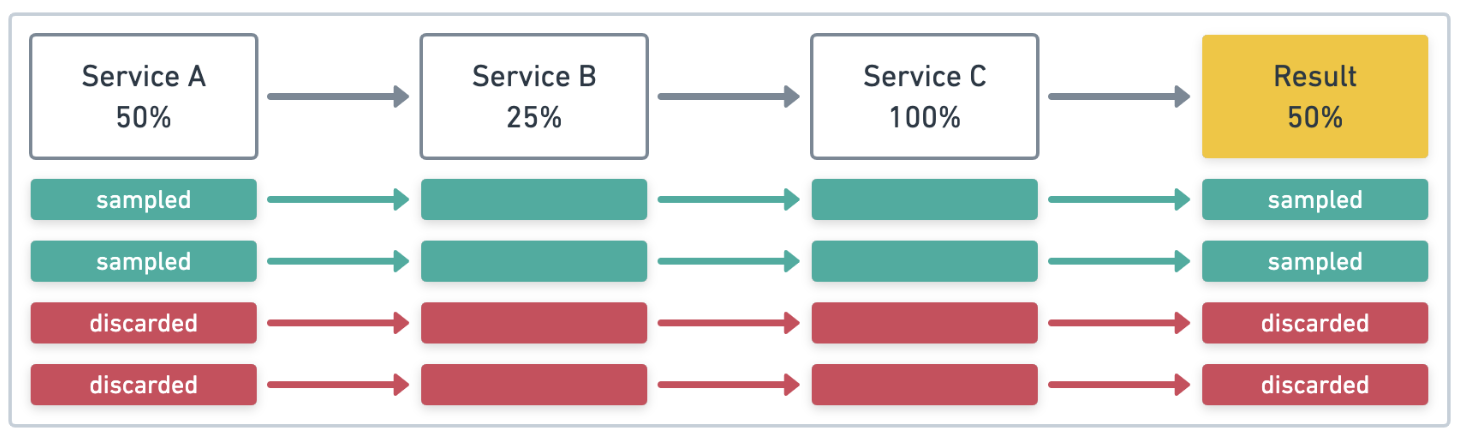 Service A
50%
Service B
25%
Service C
100%
Result
50%
sampled
sampled
sampled
sampled
discarded
discarded
discarded
discarded